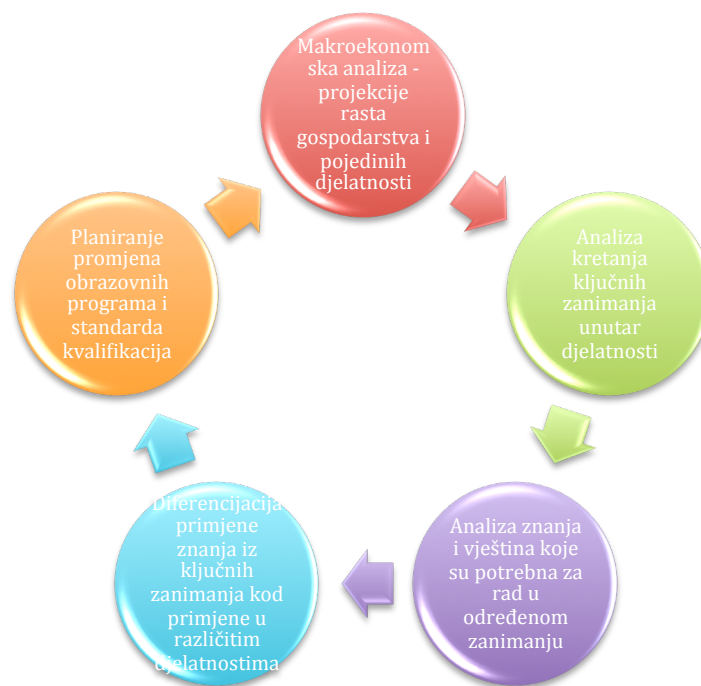 Makroekonom
ska analiza -
projekcije
rasta
gospodarstva i
pojedinih
djelatnosti
Analiza
kretanja
ključnih
zanimanja
unutar
djelatnosti
Analiza znanja
i vještina koje
su potrebna za
rad u
određenom
zanimanju
Diferencijacija
primjene
znanja iz
ključnih
zanimanja kod
primjene u
različitim
djelatnostima
Planiranje
promjena
obrazovnih
programa i
standarda
kvalifikacija